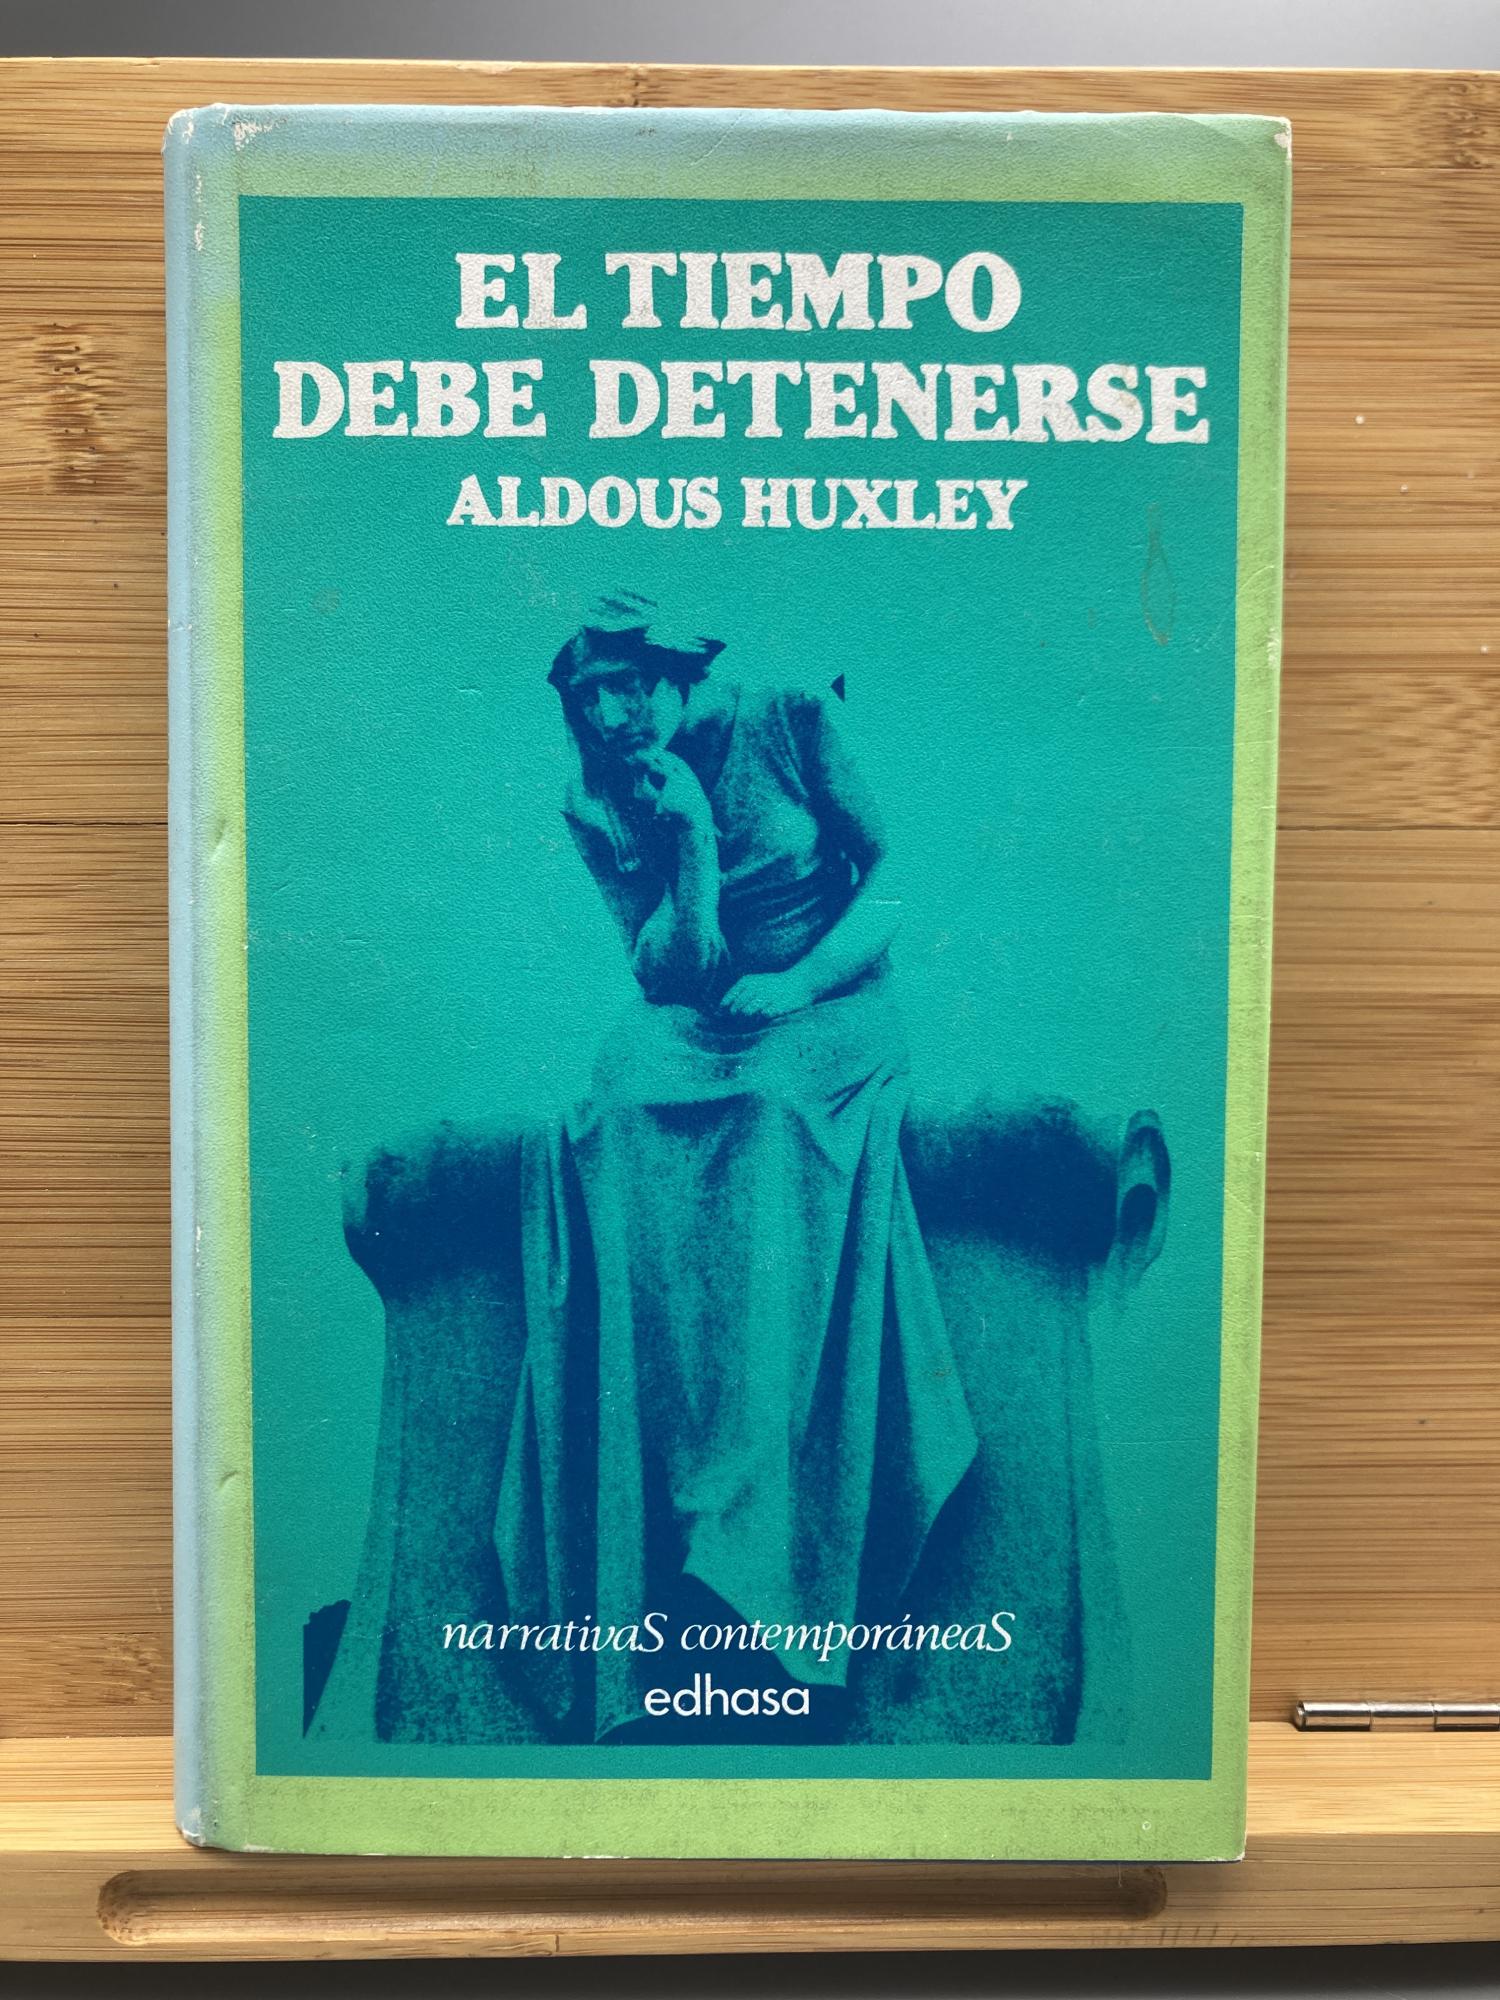 EL TIEMPO
DEBE DETENERSE
ALDOUS HUXLEY
narrativaS contemporáneaS
edhasa